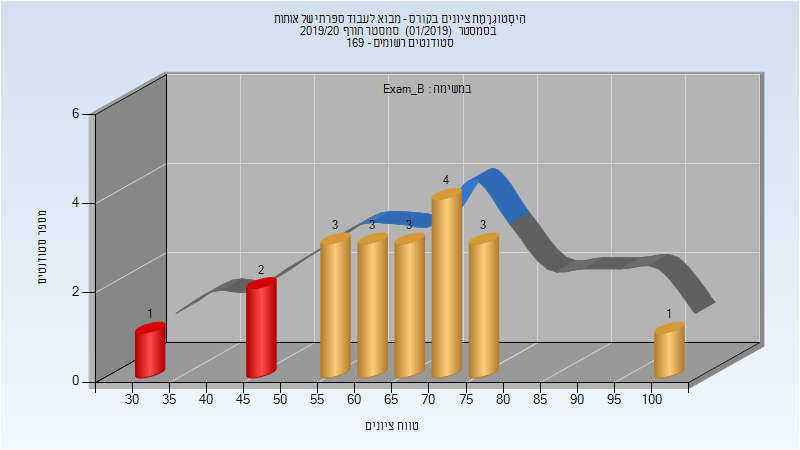 היסטוגרמת ציונים בקורס - מבוא לעבוד ספרתי של אותות
בסמסטר (01/2019) סמסטר חורף 2019/20
סטודנטים רשומים - 169
במשימה : Exam_B
מספר סטודנטים
6
4
2
0
1
2
3
3
3
4
3
1
30 35 40 45 50 55 60 65 70 75 80 85 90 95 100
טווח ציונים